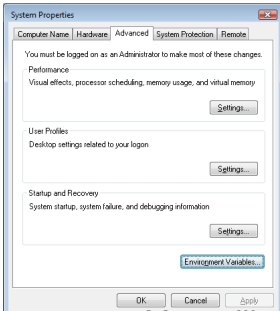 System Properties
Computer Name Hardware Advanced System Protection Remote
You must be logged on as an Administrator to make most of these changes.
Performance
Visual effects, processor scheduling, memory usage, and virtual memory
Settings...
User Profiles
Desktop settings related to your logon
Settings...
Startup and Recovery
System startup, system failure, and debugging information
Settings...
Environment Variables...
OK Cancel Apply